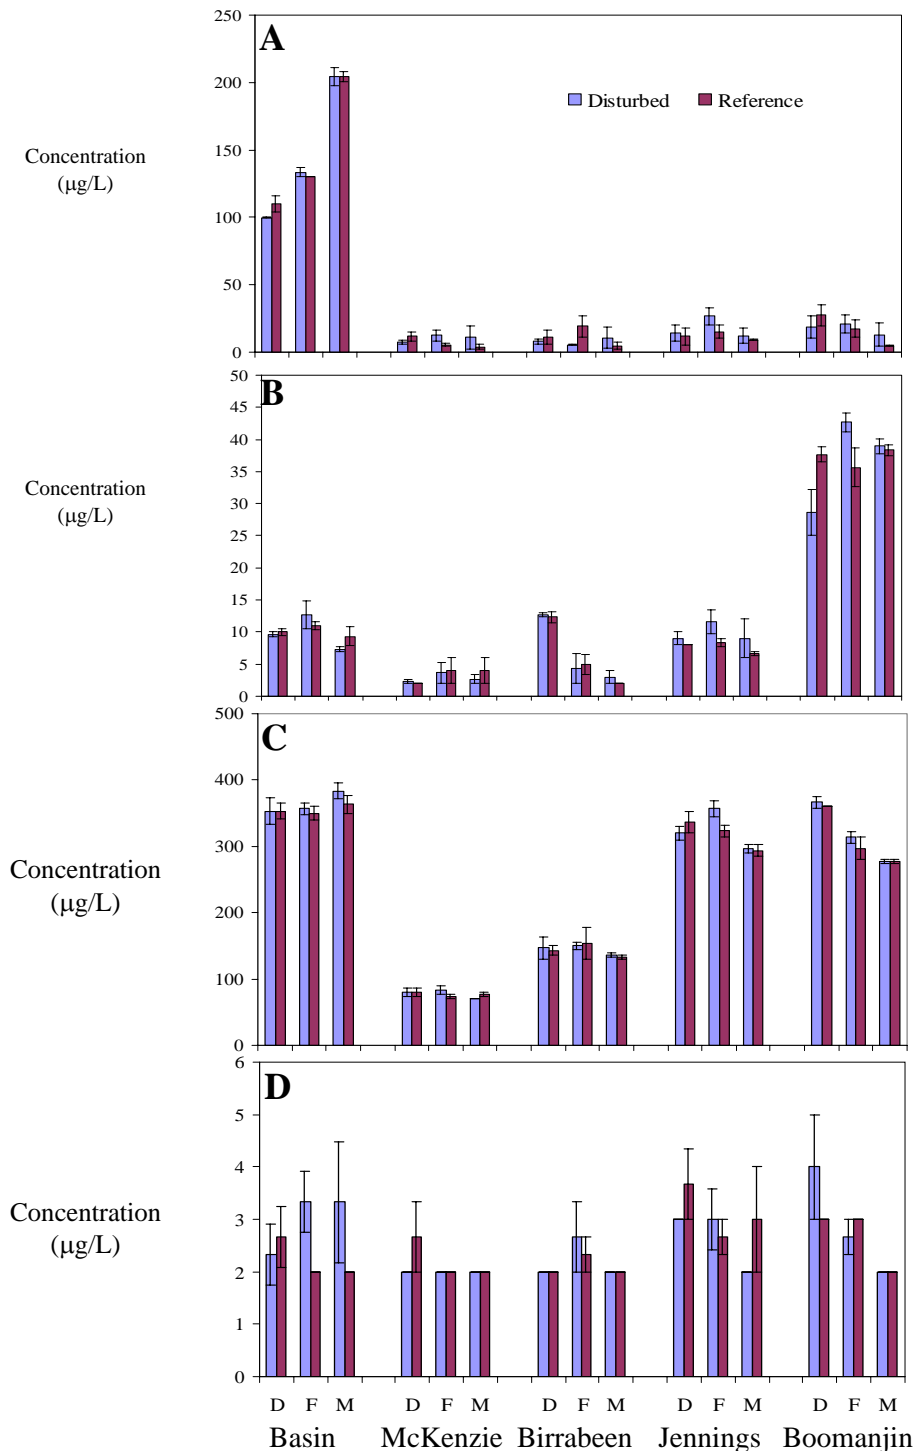 A
250
200
150
100
50
0
Concentration
(µg/L)
Disturbed Reference
B
50
45
40
35
30
25
20
15
10
5
0
Concentration
(µg/L)
C
500
400
300
200
100
0
Concentration
(µg/L)
D
6
5
4
3
2
1
0
Concentration
(µg/L)
D F M D F M D F M D F M D F M
Basin McKenzie Birrabeen Jennings Boomanjin